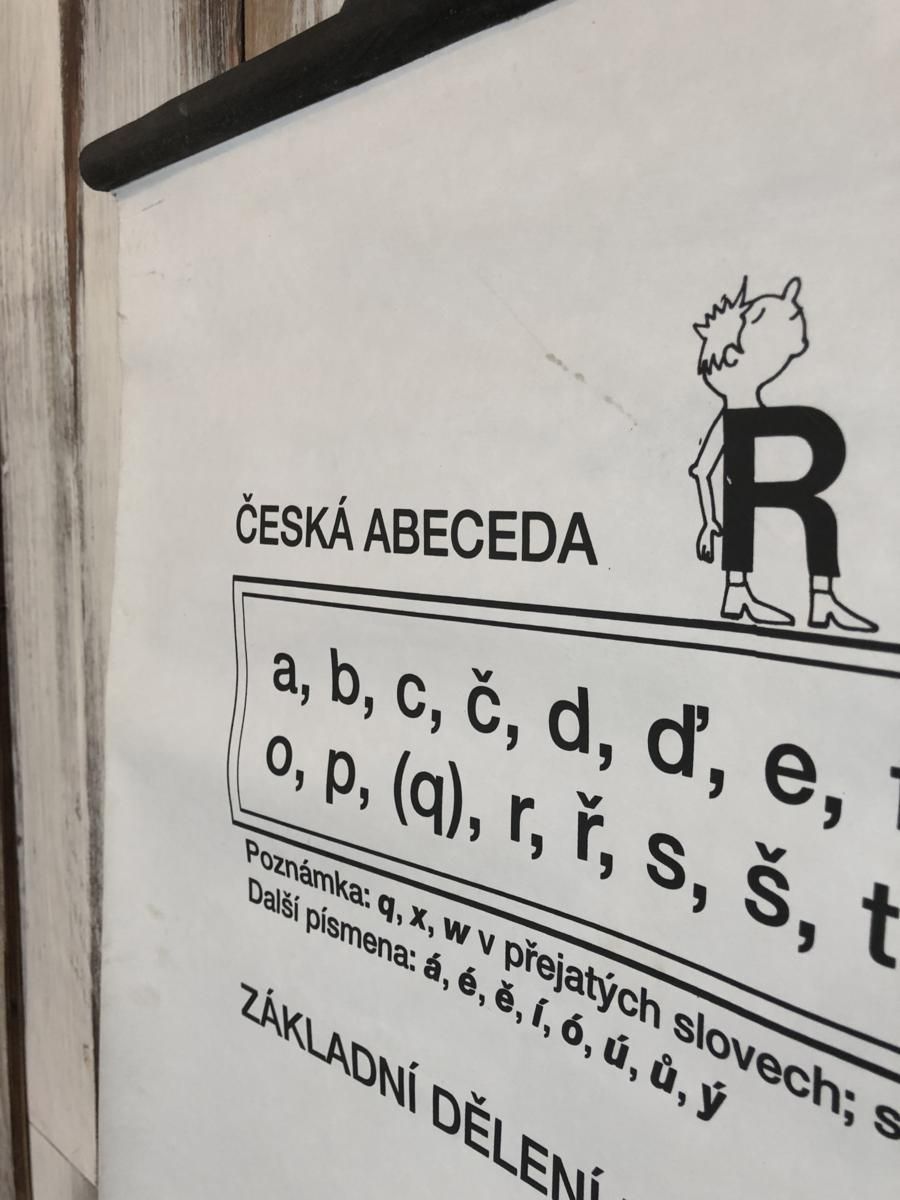 R
ČESKÁ ABECEDA
a, b, c, č, d, ď, e,
o, p, (q), r, ř, s, š, t
Poznámka: q, x, w v přejatých slovech;
Další písmena: á, é, ě, í, ó, ú, ů, ý
ZÁKLADNÍ DĚLENÍ